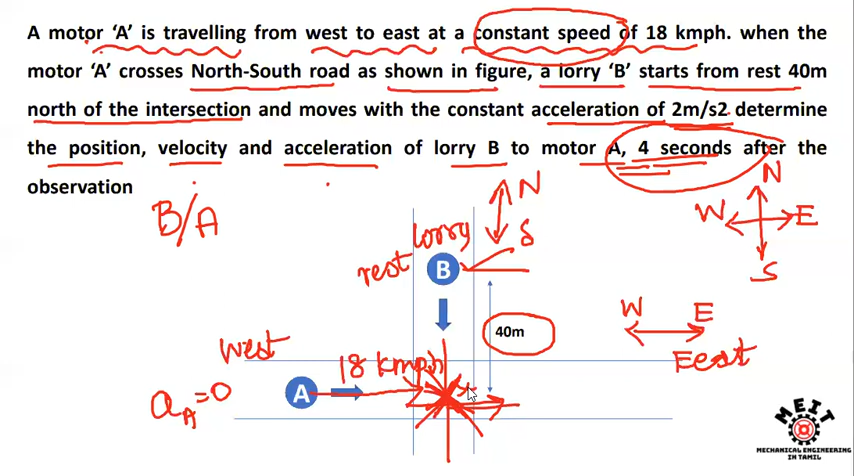 A motor 'A' is travelling from west to east at a constant speed of 18 kmph. when the
motor 'A' crosses North-South road as shown in figure, a lorry 'B' starts from rest 40m
north of the intersection and moves with the constant acceleration of 2m/s2 determine
the position, velocity and acceleration of lorry B to motor A, 4 seconds after the
observation
B/A
N
S
N
W E
S
lorry
rest
B
40m
W E
Eeast
west
18 kmph
A
aA=0
MEIT
MECHANICAL ENGINEERING
IN TAMIL